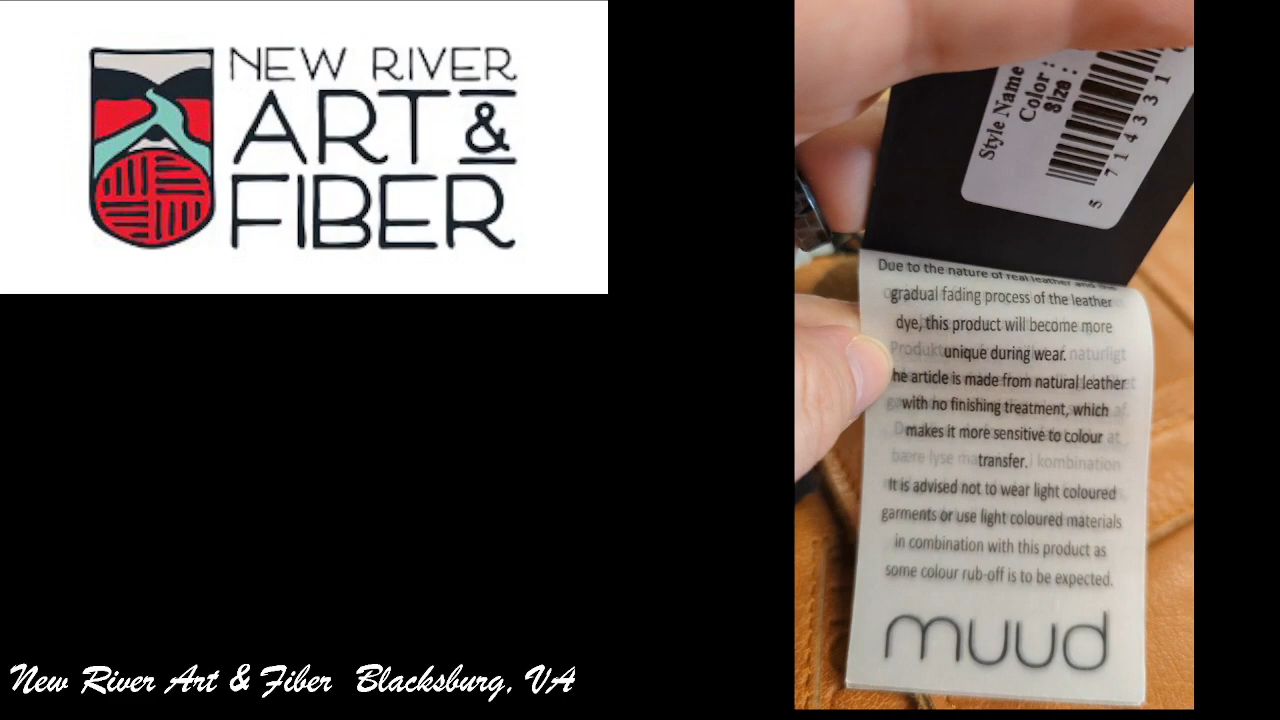 NEW RIVER
ART &
FIBER
Style Name
Color :
Size :
5 714331
Due to the nature of real leather and the
gradual fading process of the leather
dye, this product will become more
unique during wear.
he article is made from natural leather
with no finishing treatment, which
makes it more sensitive to colour
transfer.
It is advised not to wear light coloured
garments or use light coloured materials
in combination with this product as
some colour rub-off is to be expected.
muud
New River Art & Fiber Blacksburg, VA